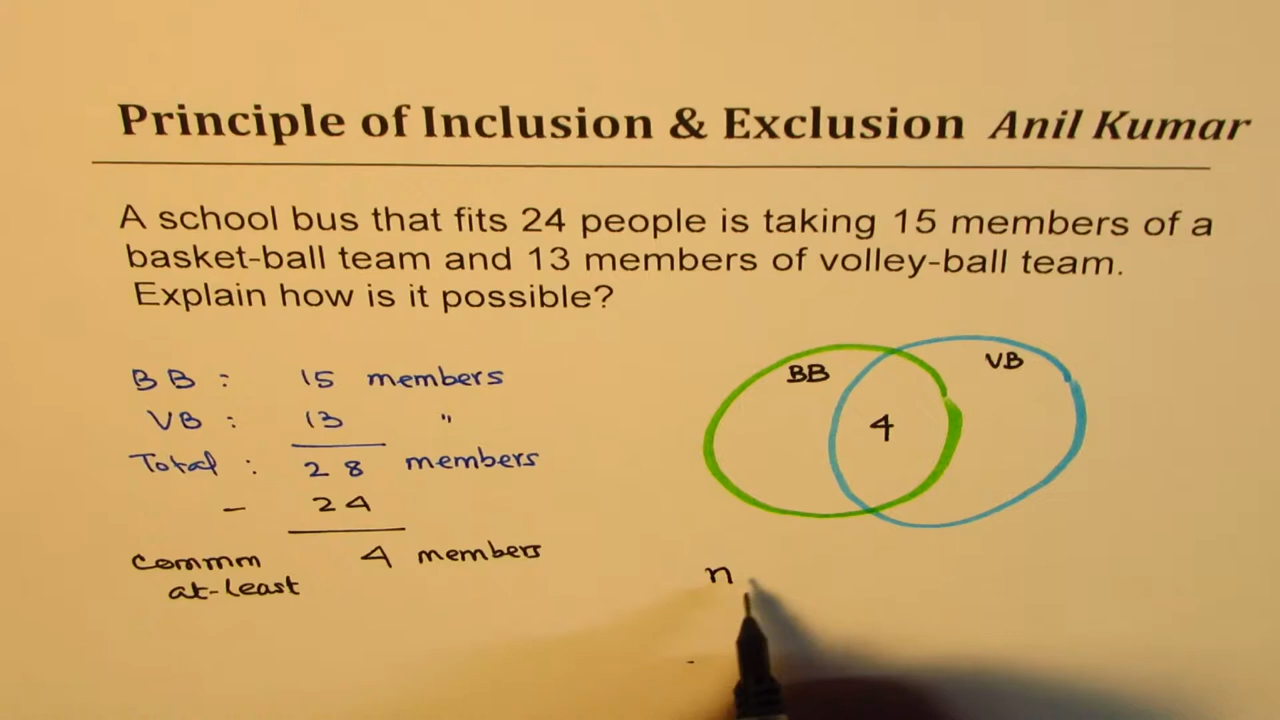 Principle of Inclusion & Exclusion Anil Kumar
A school bus that fits 24 people is taking 15 members of a
basket-ball team and 13 members of volley-ball team.
Explain how is it possible?
BB : 15 members
VB : 13 "
Total : 28 members
- 24
Commm 4 members
at-least
BB
VB
4
n